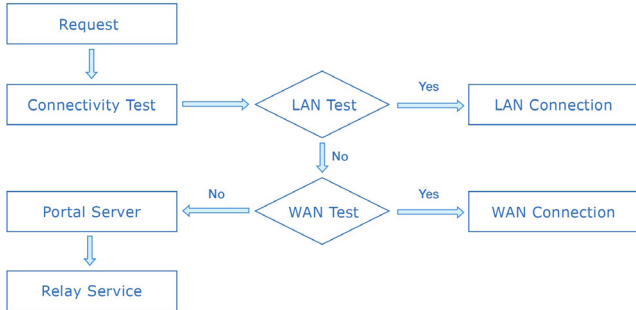 Request
Connectivity Test
LAN Test
Yes
LAN Connection
No
Portal Server
No
WAN Test
Yes
WAN Connection
Relay Service